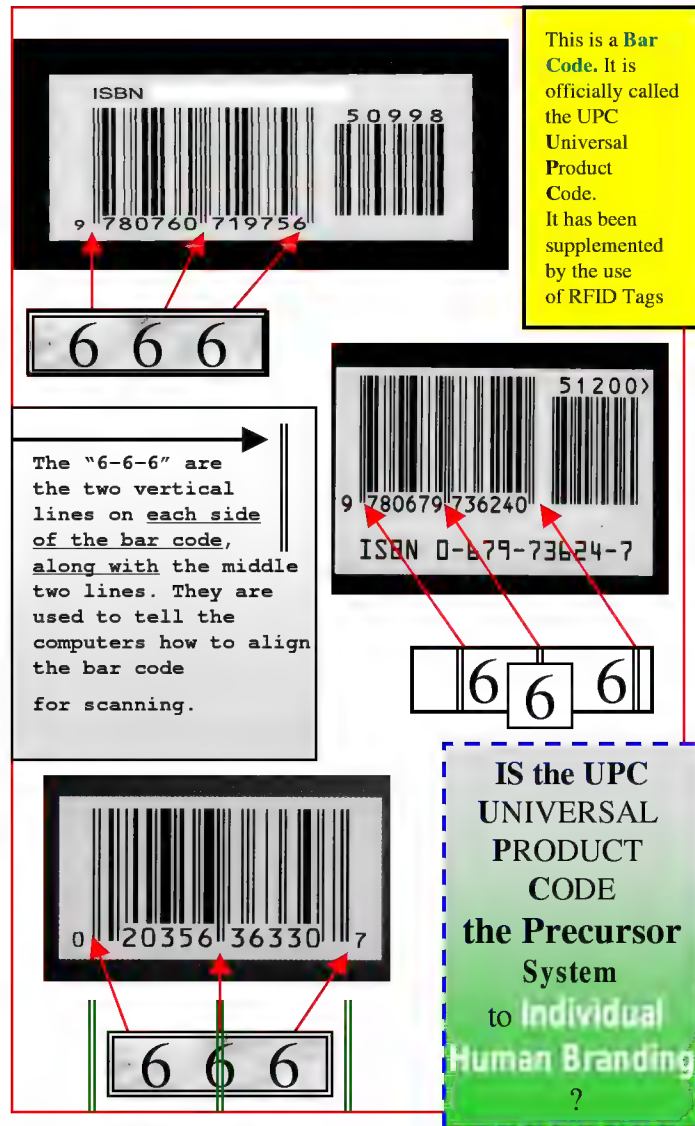 This is a Bar
Code. It is
officially called
the UPC
Universal
Product
Code.
It has been
supplemented
by the use
of RFID Tags
ISBN
50998
9 780760 719756
6 6 6
51200>
9 780679 736240
ISBN 0-679-73624-7
6 6 6
The "6-6-6" are
the two vertical
lines on each side
of the bar code,
along with the middle
two lines. They are
used to tell the
computers how to align
the bar code
for scanning.
0 20356 36330 7
6 6 6
IS the UPC
UNIVERSAL
PRODUCT
CODE
the Precursor
System
to Individual
Human Branding
?